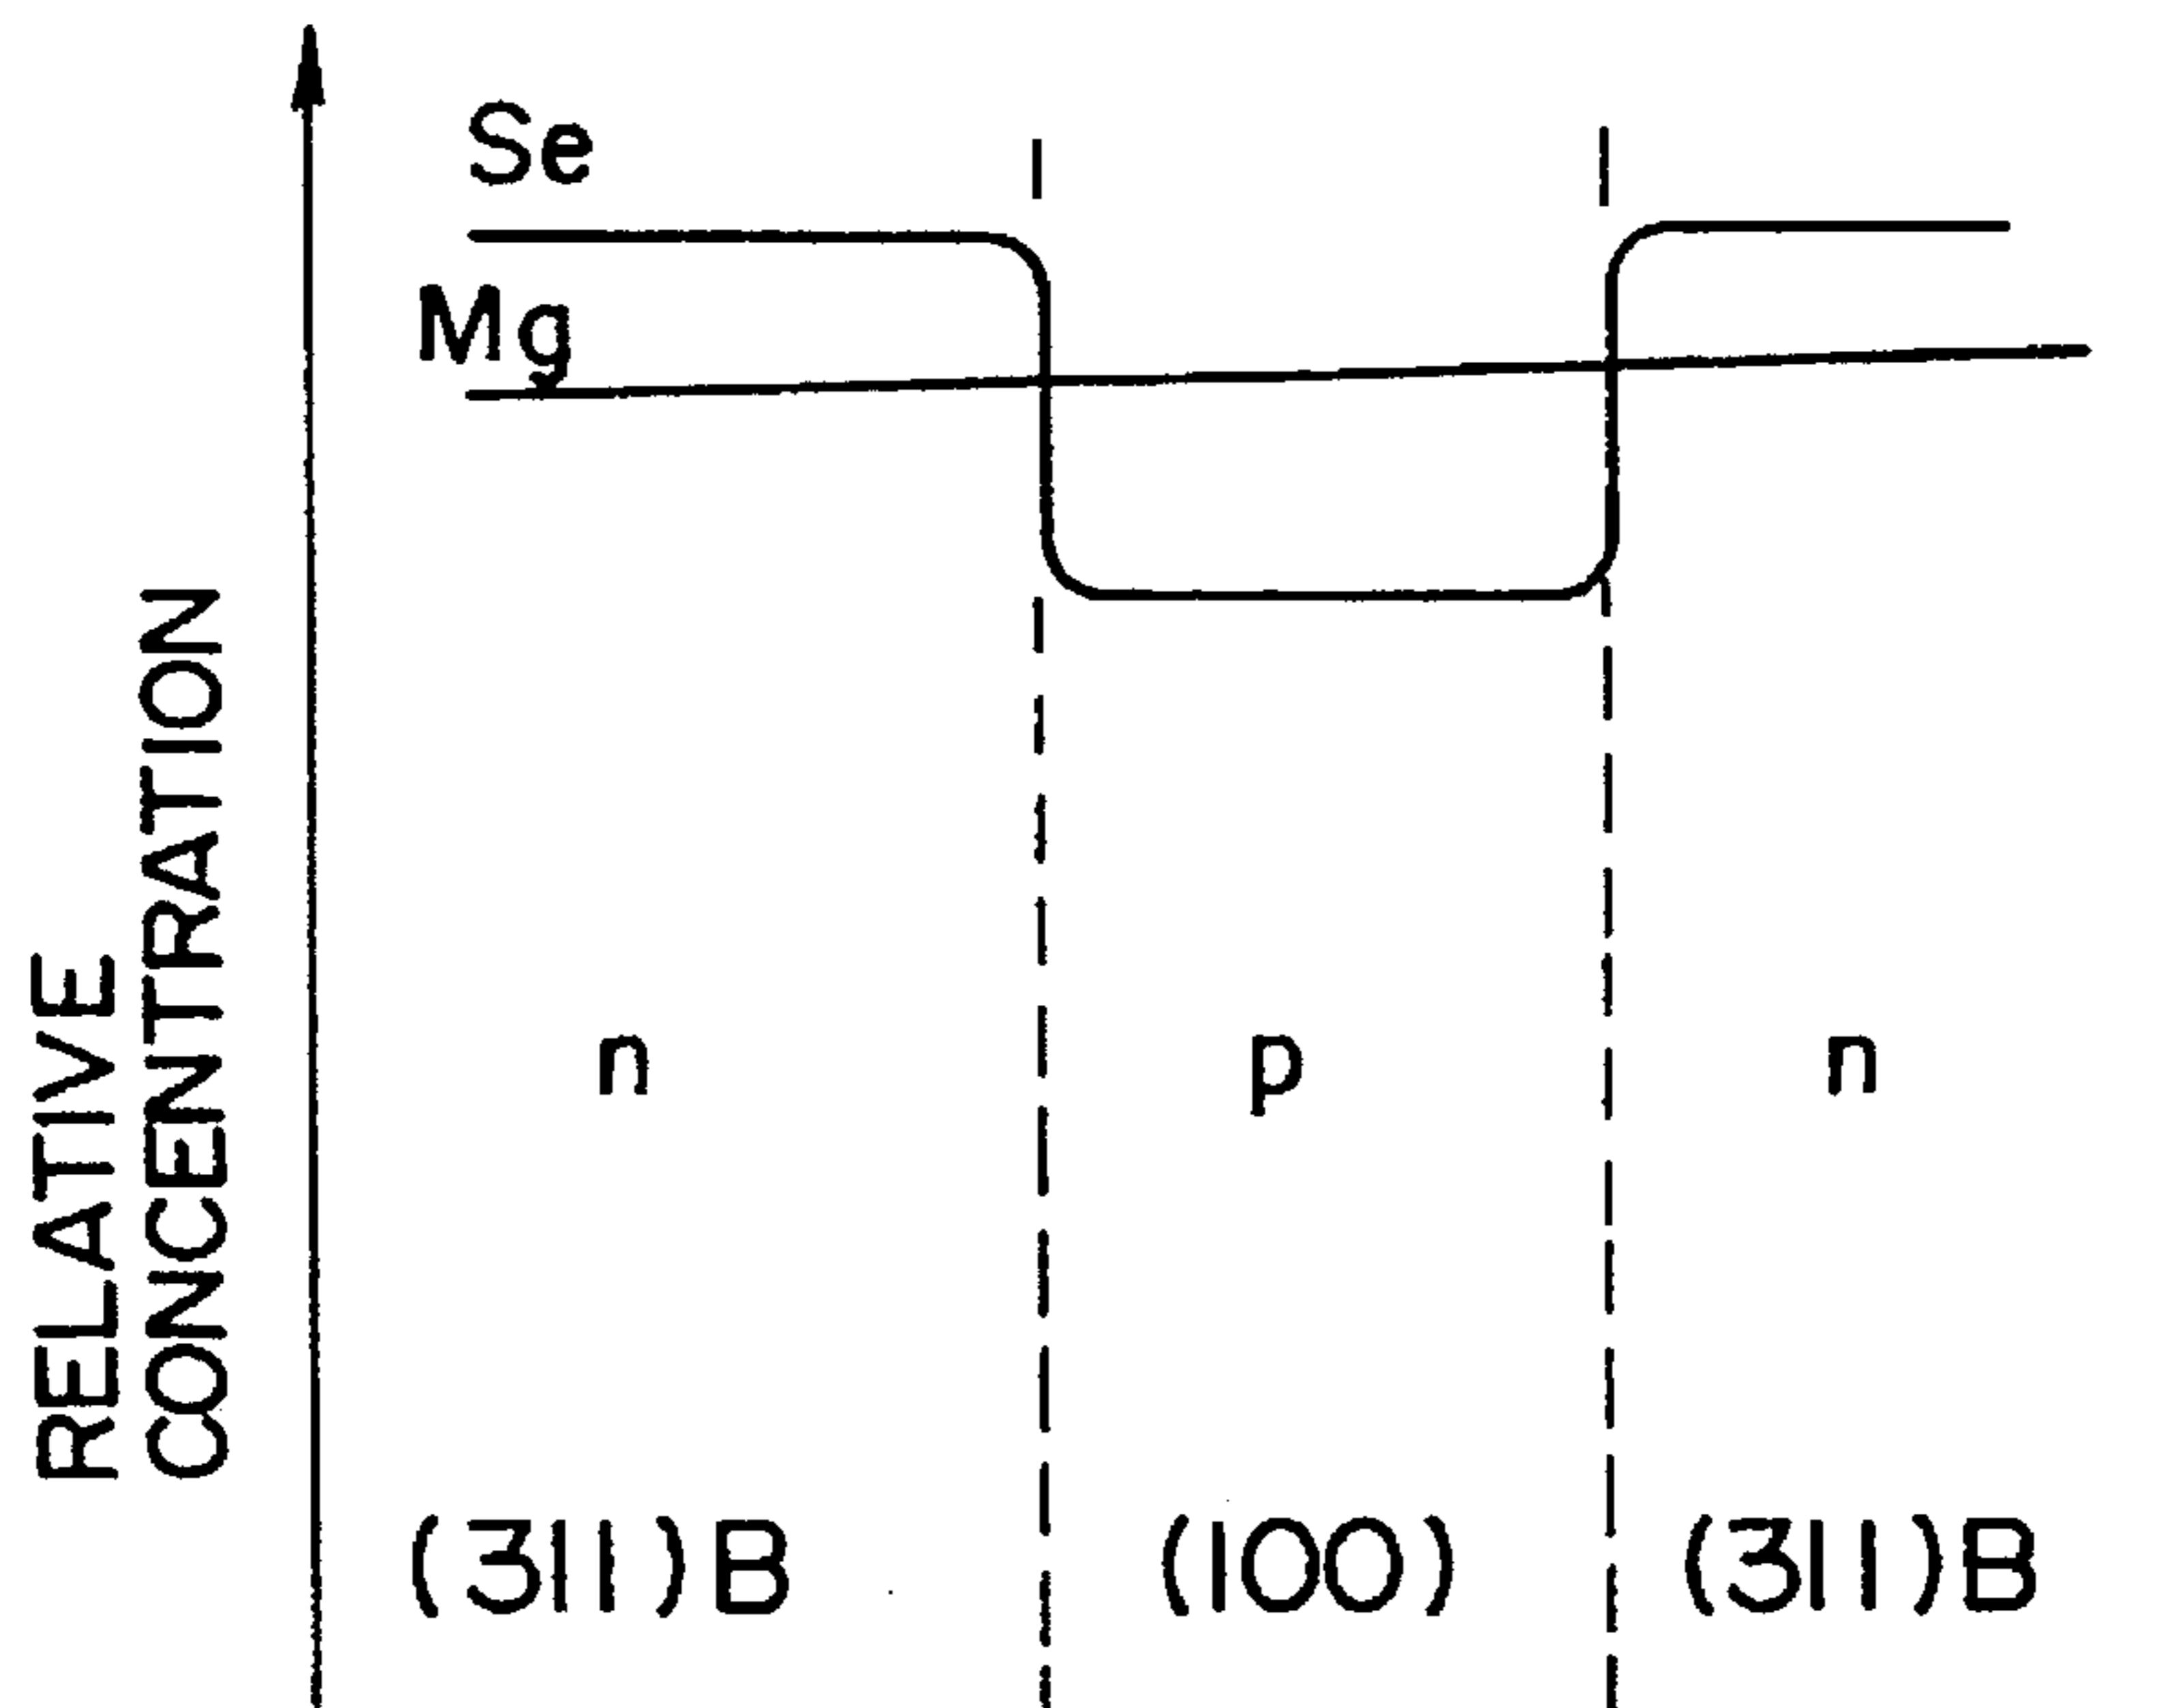 Se
Mg
RELATIVE
CONCENTRATION
n p n
(311)B (100) (311)B